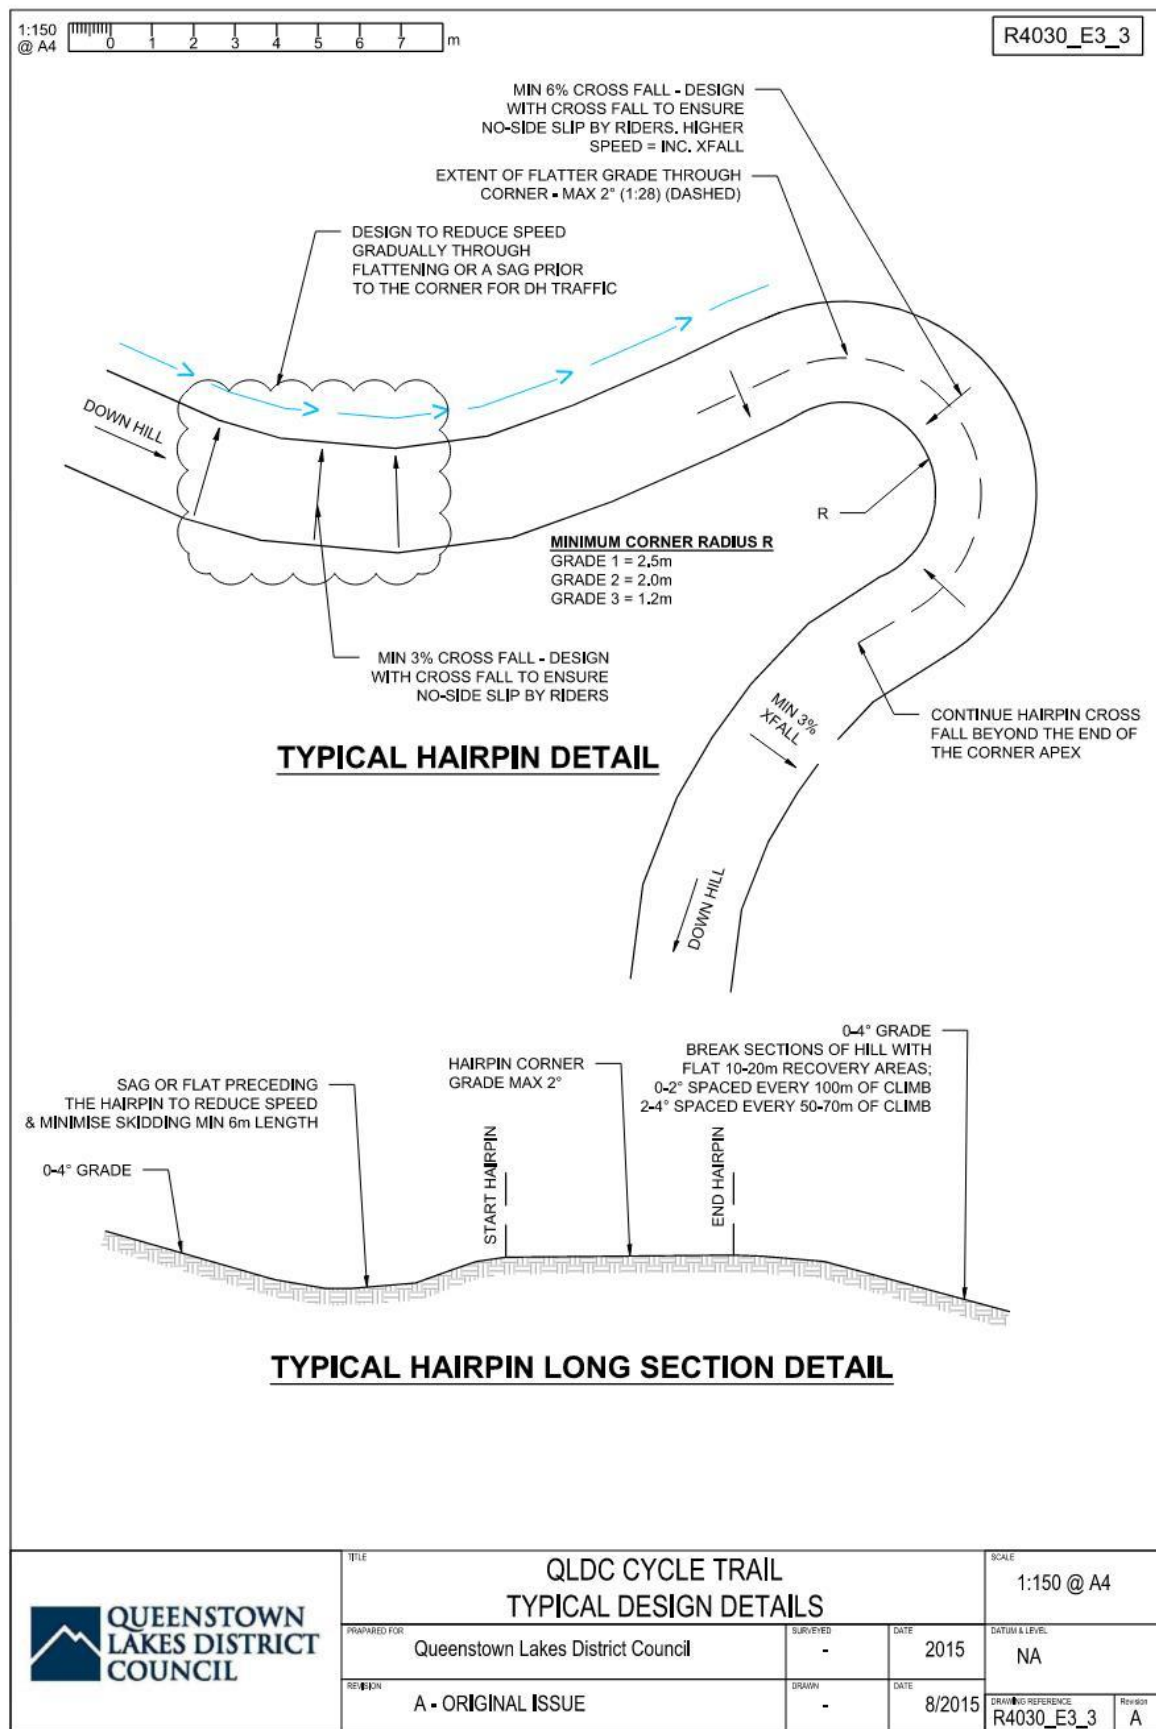 1:150
@ A4
0 1 2 3 4 5 6 7 m
R4030_E3_3
MIN 6% CROSS FALL - DESIGN
WITH CROSS FALL TO ENSURE
NO-SIDE SLIP BY RIDERS. HIGHER
SPEED = INC. XFALL
EXTENT OF FLATTER GRADE THROUGH
CORNER - MAX 2° (1:28) (DASHED)
DESIGN TO REDUCE SPEED
GRADUALLY THROUGH
FLATTENING OR A SAG PRIOR
TO THE CORNER FOR DH TRAFFIC
DOWN HILL
R
MINIMUM CORNER RADIUS R
GRADE 1 = 2.5m
GRADE 2 = 2.0m
GRADE 3 = 1.2m
MIN 3% CROSS FALL - DESIGN
WITH CROSS FALL TO ENSURE
NO-SIDE SLIP BY RIDERS
MIN 3%
XFALL
CONTINUE HAIRPIN CROSS
FALL BEYOND THE END OF
THE CORNER APEX
TYPICAL HAIRPIN DETAIL
DOWN HILL
0-4° GRADE
BREAK SECTIONS OF HILL WITH
FLAT 10-20m RECOVERY AREAS;
0-2° SPACED EVERY 100m OF CLIMB
2-4° SPACED EVERY 50-70m OF CLIMB
HAIRPIN CORNER
GRADE MAX 2°
SAG OR FLAT PRECEDING
THE HAIRPIN TO REDUCE SPEED
& MINIMISE SKIDDING MIN 6m LENGTH
0-4° GRADE
START HAIRPIN
END HAIRPIN
TYPICAL HAIRPIN LONG SECTION DETAIL
QUEENSTOWN
LAKES DISTRICT
COUNCIL
TITLE
QLDC CYCLE TRAIL
TYPICAL DESIGN DETAILS
SCALE
1:150 @ A4
PRAPARED FOR
Queenstown Lakes District Council
SURVEYED
-
DATE
2015
DATUM & LEVEL
NA
REVISION
A - ORIGINAL ISSUE
DRAWN
-
DATE
8/2015
DRAWING REFERENCE
R4030_E3_3
Revision
A